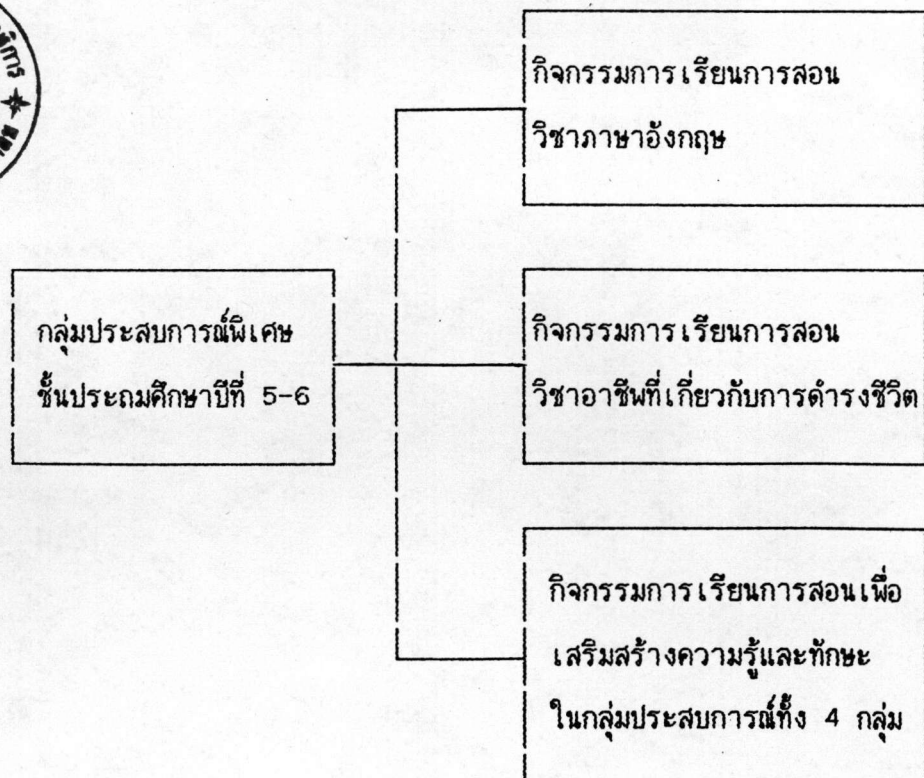 กิจกรรมการเรียนการสอน
วิชาภาษาอังกฤษ
กลุ่มประสบการณ์พิเศษ
ชั้นประถมศึกษาปีที่ 5-6
กิจกรรมการเรียนการสอน
วิชาอาชีพที่เกี่ยวกับการดำรงชีวิต
กิจกรรมการเรียนการสอนเพื่อ
เสริมสร้างความรู้และทักษะ
ในกลุ่มประสบการณ์ทั้ง 4 กลุ่ม